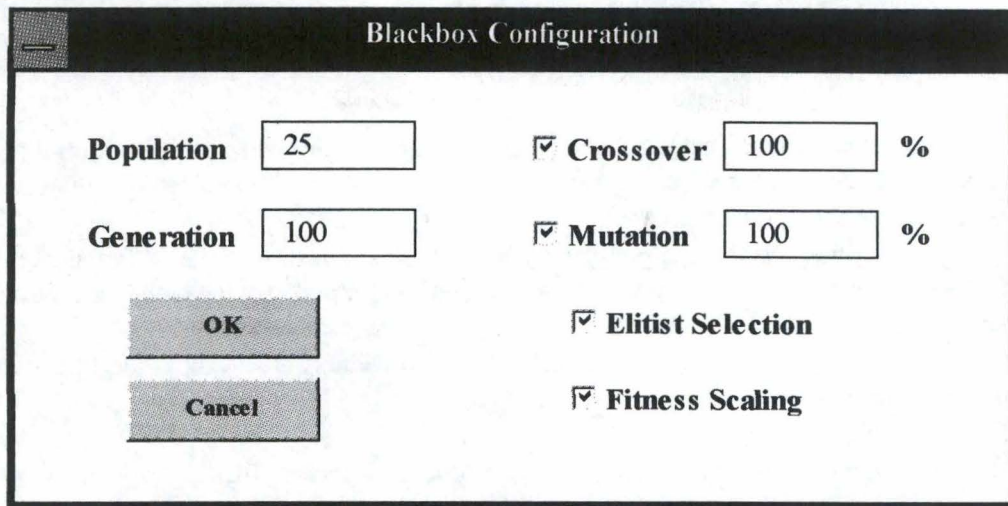 Blackbox Configuration
Population 25
Crossover 100 %
Generation 100
Mutation 100 %
OK
Elitist Selection
Cancel
Fitness Scaling